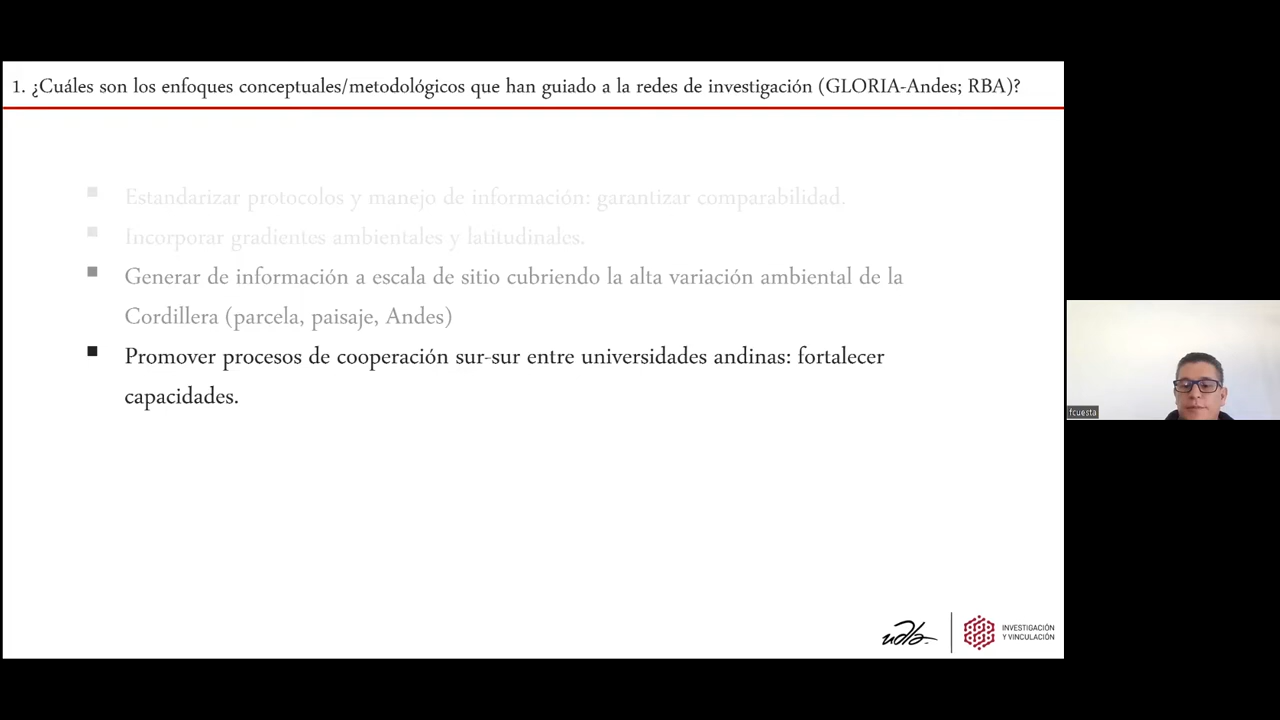 1. ¿Cuáles son los enfoques conceptuales/metodológicos que han guiado a la redes de investigación (GLORIA-Andes; RBA)?
▪ Estandarizar protocolos y manejo de información: garantizar comparabilidad.
▪ Incorporar gradientes ambientales y latitudinales.
▪ Generar de información a escala de sitio cubriendo la alta variación ambiental de la
Cordillera (parcela, paisaje, Andes)
▪ Promover procesos de cooperación sur-sur entre universidades andinas: fortalecer
capacidades.
fcuesta
udla
INVESTIGACIÓN
Y VINCULACIÓN